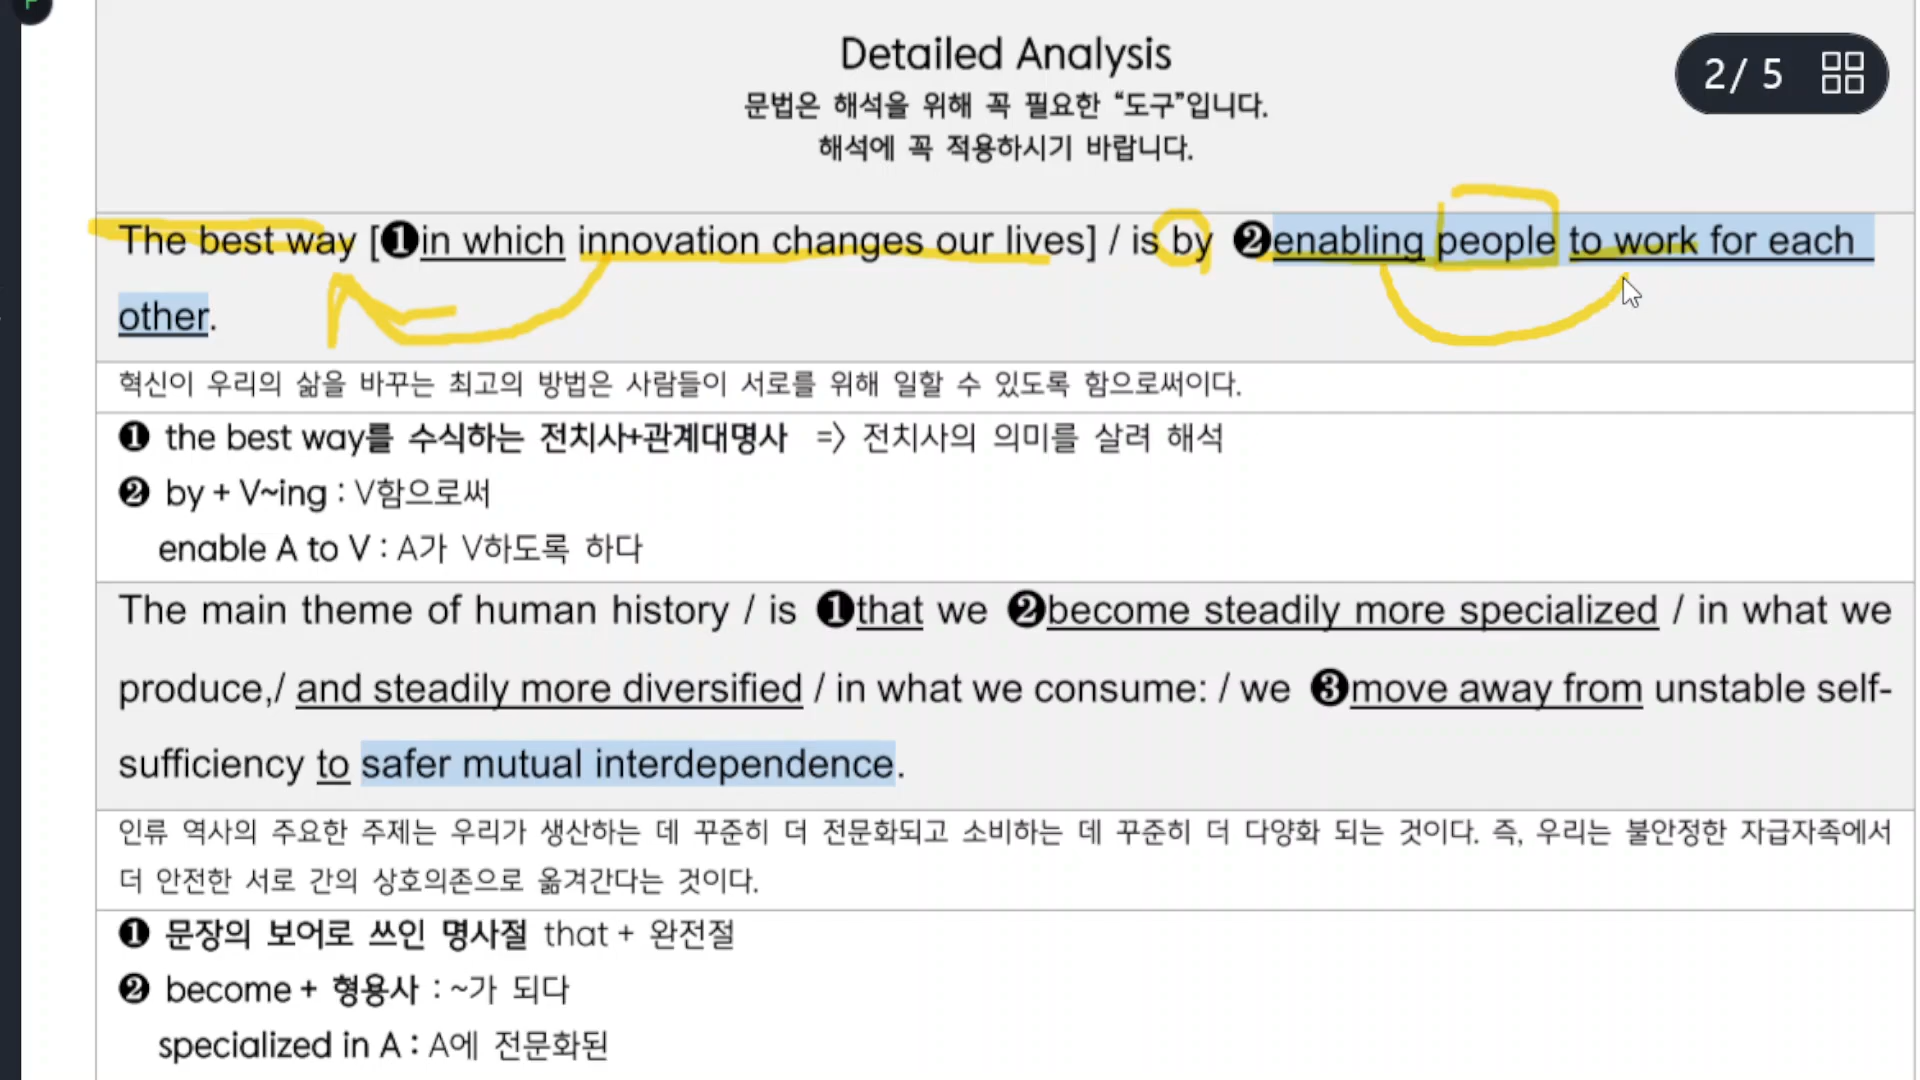 Detailed Analysis
문법은 해석을 위해 꼭 필요한 “도구”입니다.
해석에 꼭 적용하시기 바랍니다.
2/ 5
The best way [❶in which innovation changes our lives] / is by ❷enabling people to work for each
other.
혁신이 우리의 삶을 바꾸는 최고의 방법은 사람들이 서로를 위해 일할 수 있도록 함으로써이다.
❶ the best way를 수식하는 전치사+관계대명사 => 전치사의 의미를 살려 해석
❷ by + V~ing : V함으로써
enable A to V : A가 V하도록 하다
The main theme of human history / is ❶that we ❷become steadily more specialized / in what we
produce,/ and steadily more diversified / in what we consume: / we ❸move away from unstable self-
sufficiency to safer mutual interdependence.
인류 역사의 주요한 주제는 우리가 생산하는 데 꾸준히 더 전문화되고 소비하는 데 꾸준히 더 다양화 되는 것이다. 즉, 우리는 불안정한 자급자족에서
더 안전한 서로 간의 상호의존으로 옮겨간다는 것이다.
❶ 문장의 보어로 쓰인 명사절 that + 완전절
❷ become + 형용사 : ~가 되다
specialized in A : A에 전문화된